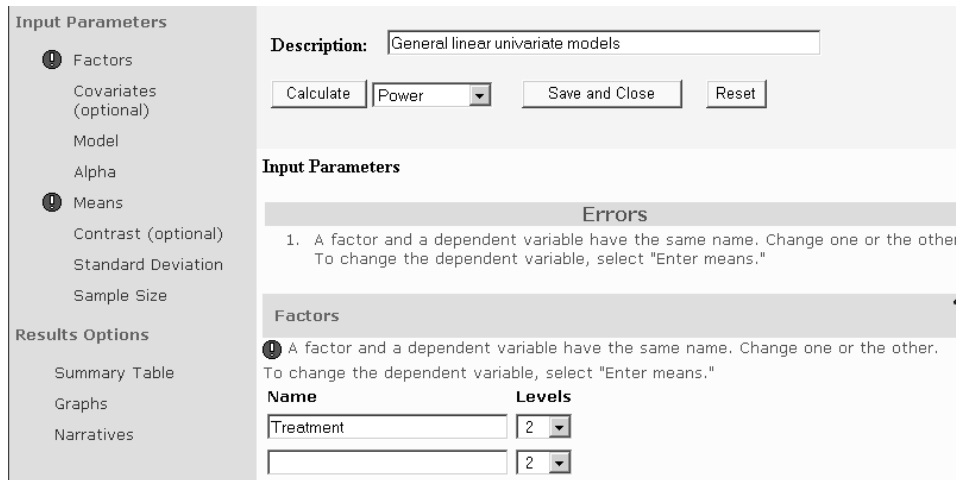 Input Parameters
Factors
Covariates
(optional)
Model
Alpha
Means
Contrast (optional)
Standard Deviation
Sample Size
Results Options
Summary Table
Graphs
Narratives
Description: General linear univariate models
Calculate Power Save and Close Reset
Input Parameters
Errors
1. A factor and a dependent variable have the same name. Change one or the other
To change the dependent variable, select "Enter means."
Factors
A factor and a dependent variable have the same name. Change one or the other.
To change the dependent variable, select "Enter means."
Name Levels
Treatment 2
2